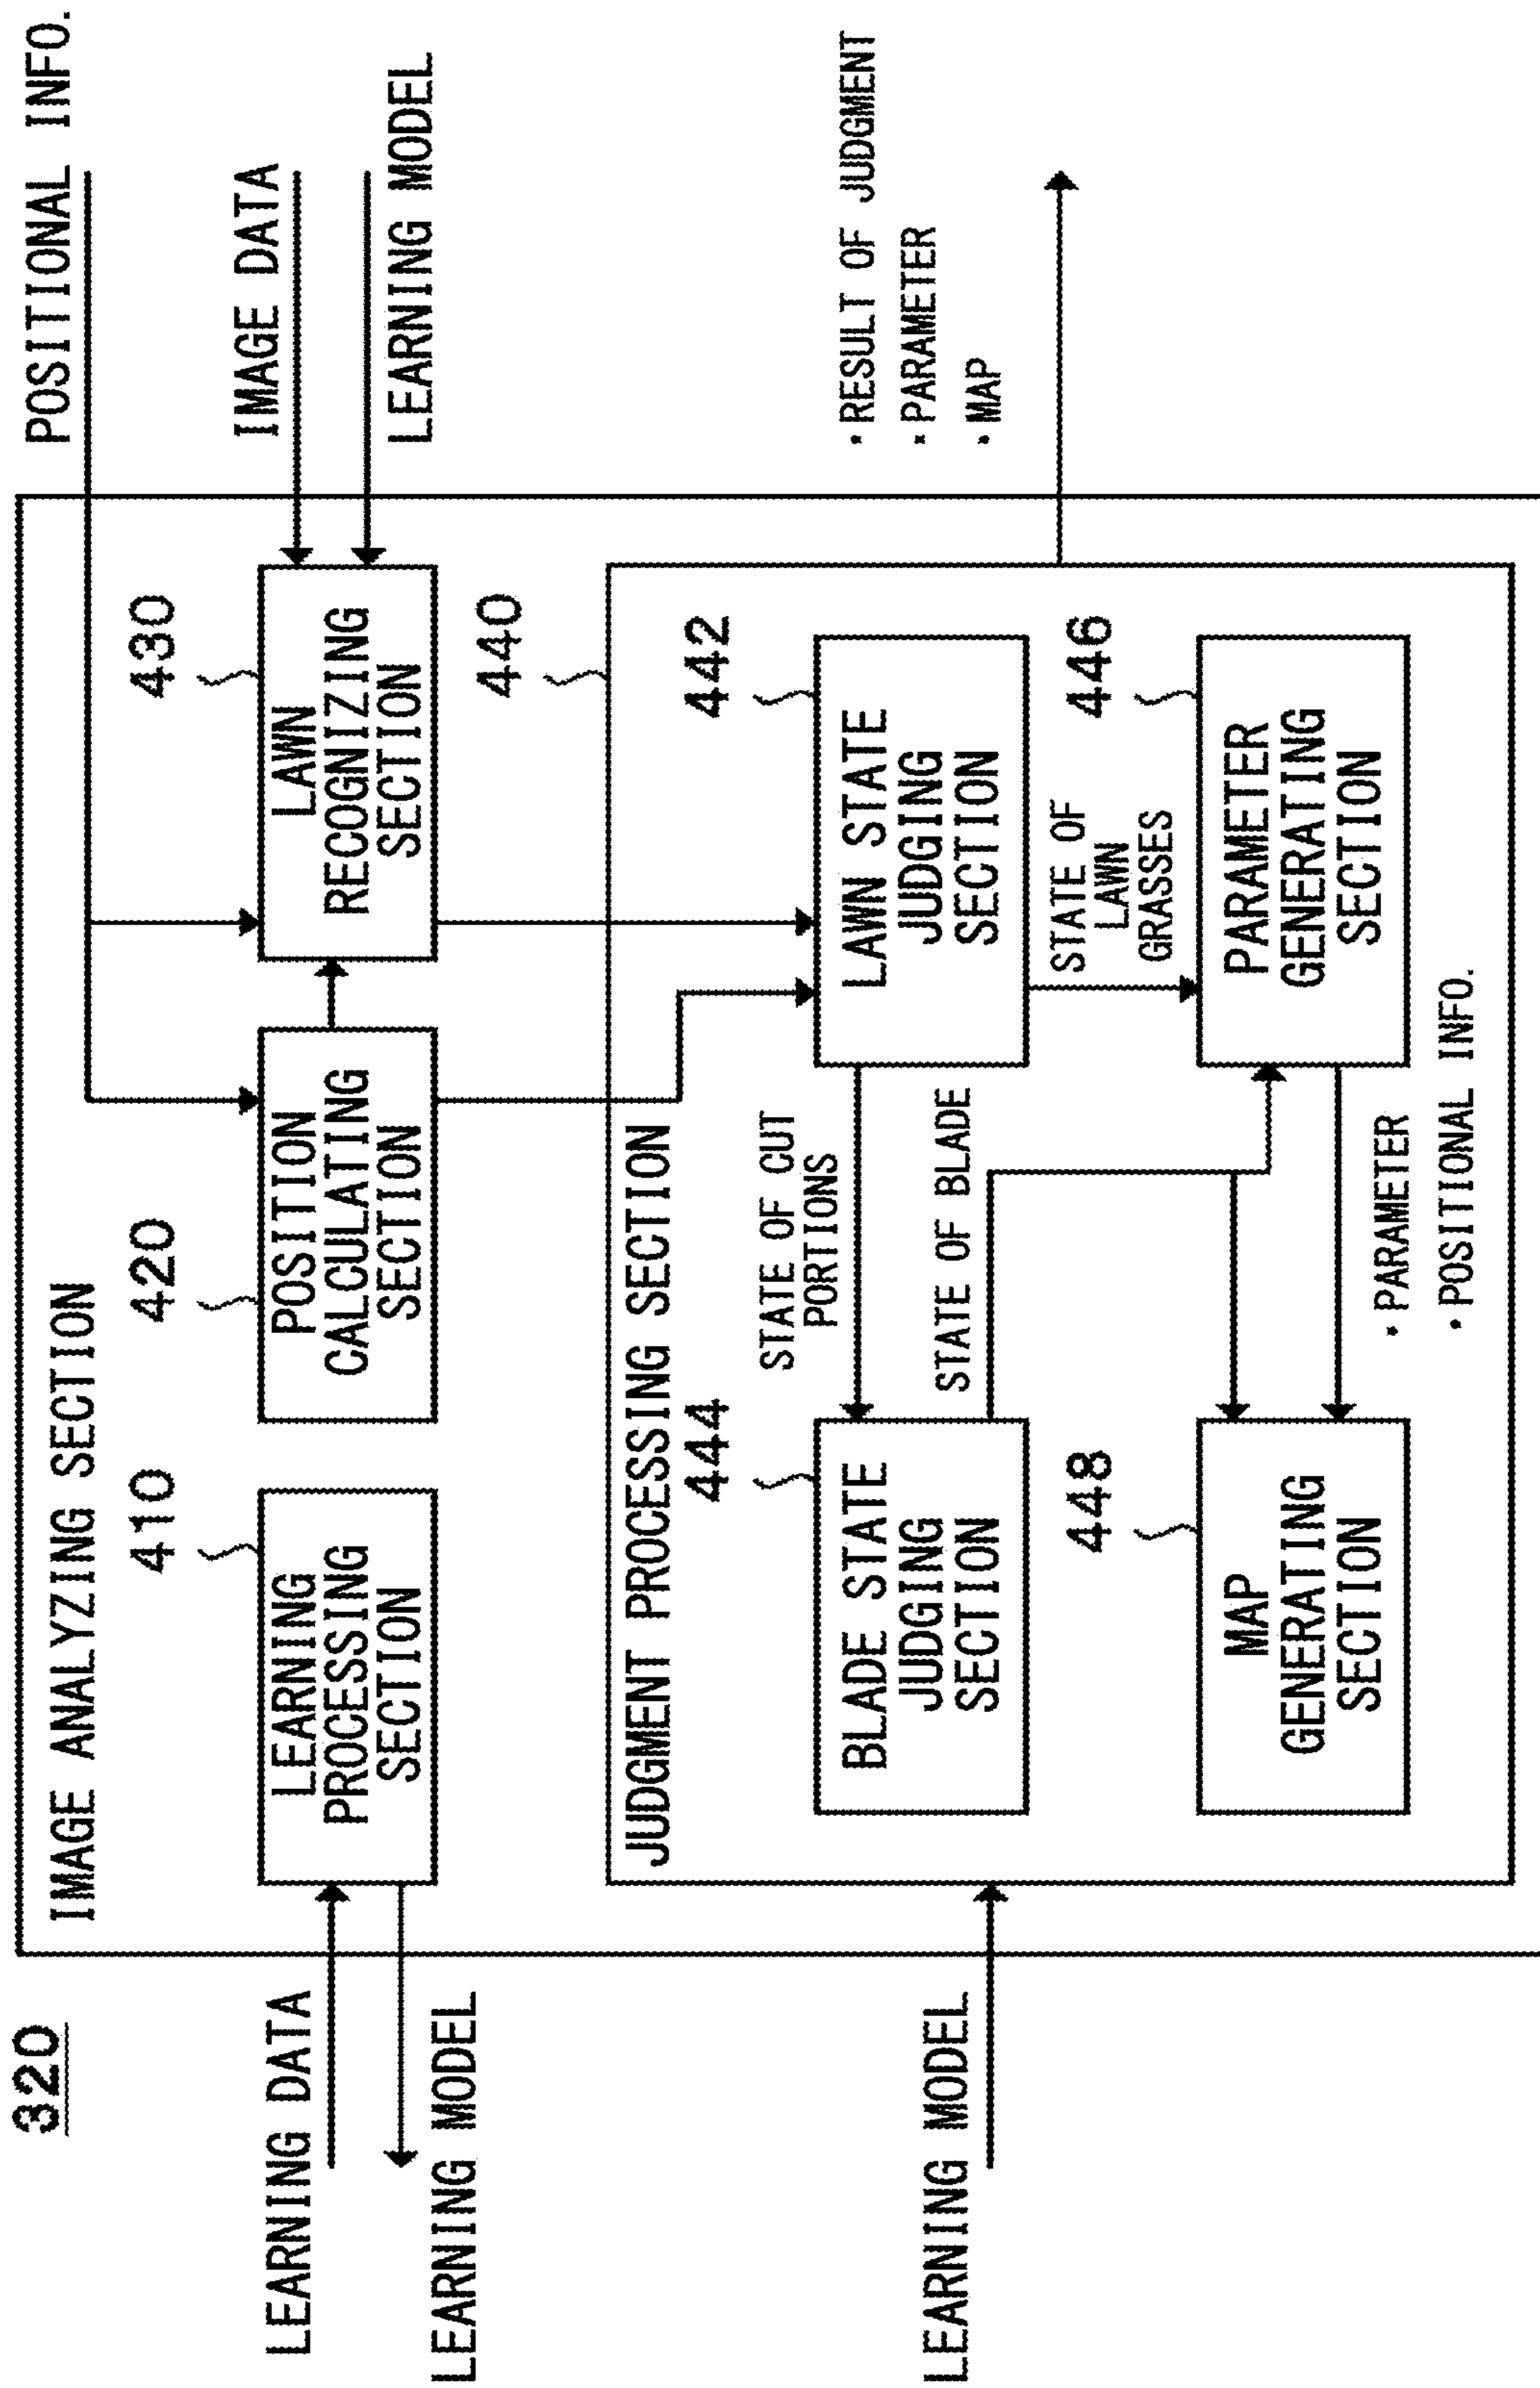 320
POSITIONAL INFO.
IMAGE ANALYZING SECTION
410
420
430
LEARNING DATA
LEARNING
PROCESSING
SECTION
POSITION
CALCULATING
SECTION
LAWN
RECOGNIZING
SECTION
IMAGE DATA
LEARNING MODEL
LEARNING MODEL
440
JUDGMENT PROCESSING SECTION
444
442
STATE OF CUT
PORTIONS
BLADE STATE
JUDGING
SECTION
LAWN STATE
JUDGING
SECTION
・RESULT OF JUDGMENT
・PARAMETER
・MAP
LEARNING MODEL
STATE OF BLADE
STATE OF
LAWN
GRASSES
448
446
MAP
GENERATING
SECTION
PARAMETER
GENERATING
SECTION
・PARAMETER
・POSITIONAL INFO.